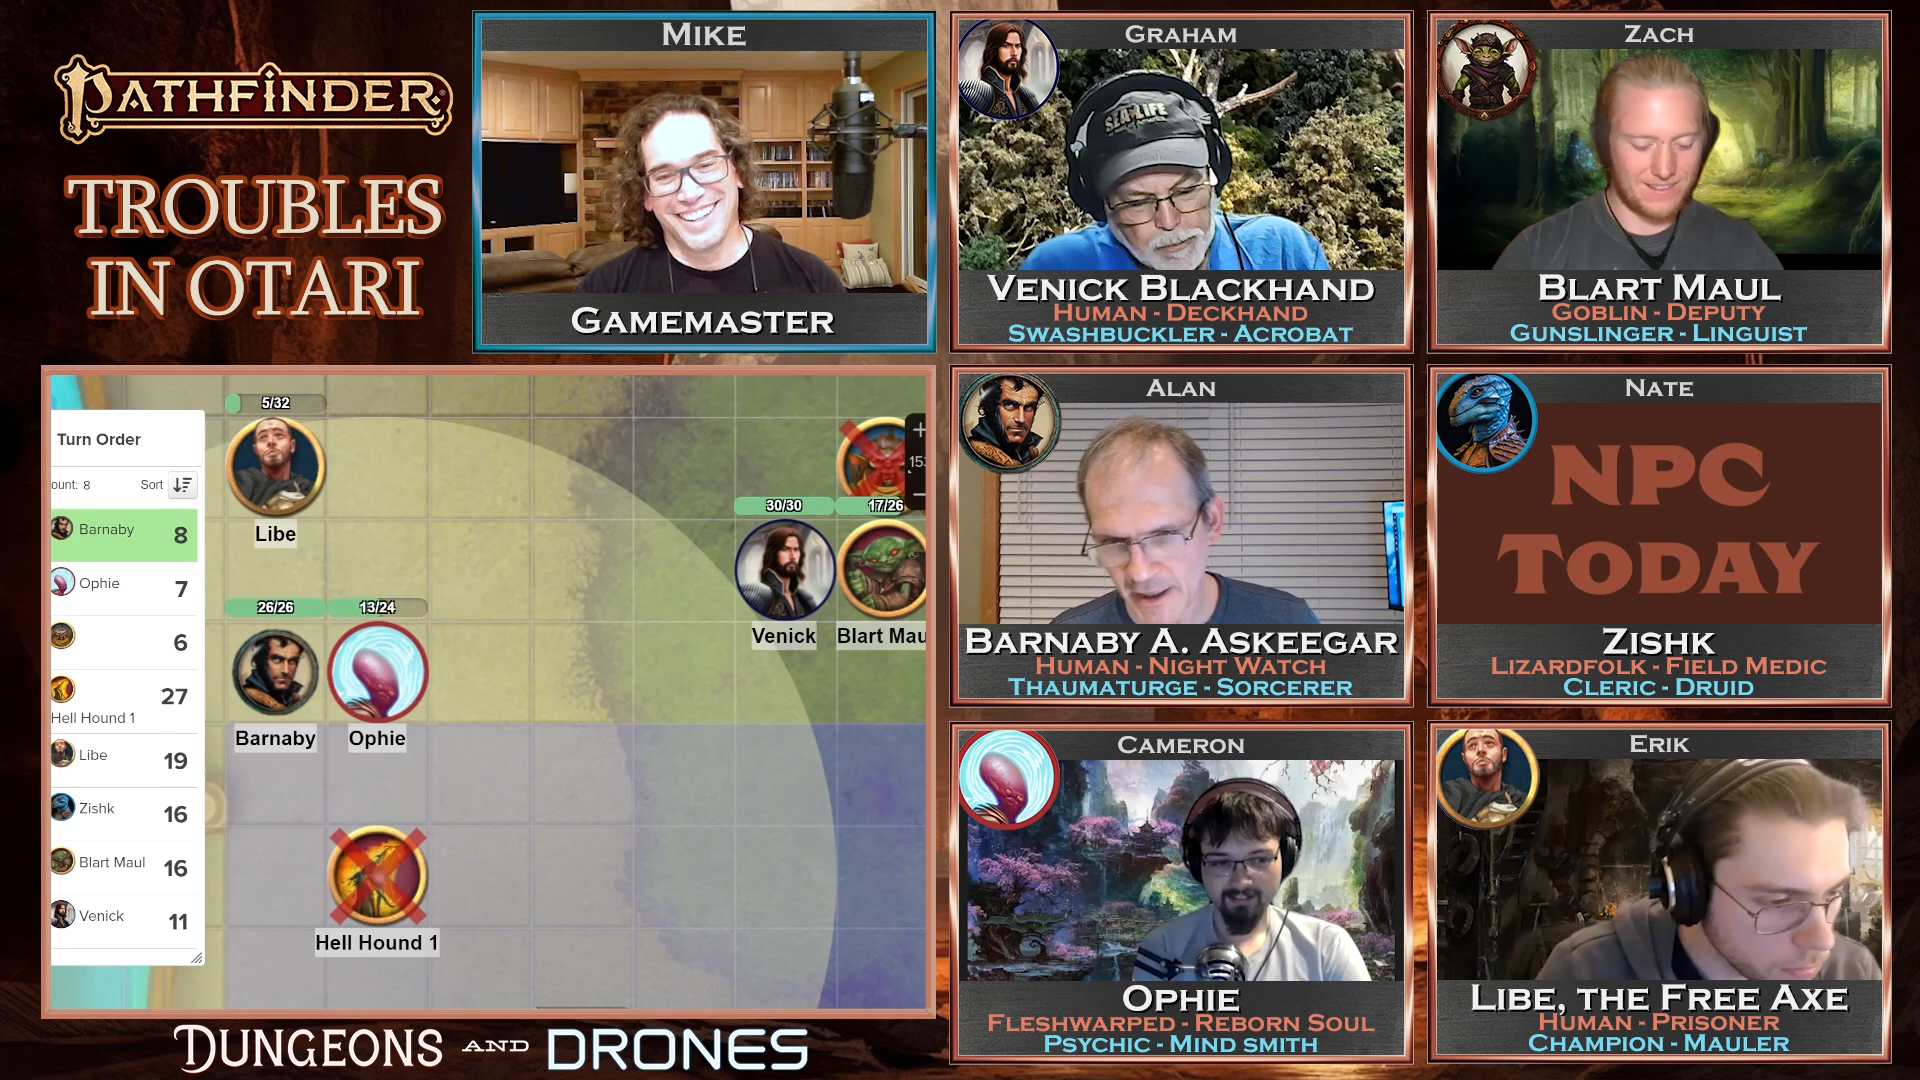 PATHFINDER
TROUBLES
IN OTARI
MIKE
GAMEMASTER
GRAHAM
SEA LIFE
VENICK BLACKHAND
HUMAN - DECKHAND
SWASHBUCKLER - ACROBAT
ZACH
BLART MAUL
GOBLIN - DEPUTY
GUNSLINGER - LINGUIST
Turn Order
ount: 8
Sort
Barnaby 8
Ophie 7
6
27
Hell Hound 1
Libe 19
Zishk 16
Blart Maul 16
Venick 11
5/32
Libe
26/26
13/24
Barnaby
Ophie
Hell Hound 1
30/30
17/26
Venick
Blart Mau
+
153
−
ALAN
BARNABY A. ASKEEGAR
HUMAN - NIGHT WATCH
THAUMATURGE - SORCERER
NATE
NPC
TODAY
ZISHK
LIZARDFOLK - FIELD MEDIC
CLERIC - DRUID
CAMERON
OPHIE
FLESHWARPED - REBORN SOUL
PSYCHIC - MIND SMITH
ERIK
LIBE, THE FREE AXE
HUMAN - PRISONER
CHAMPION - MAULER
DUNGEONS AND DRONES